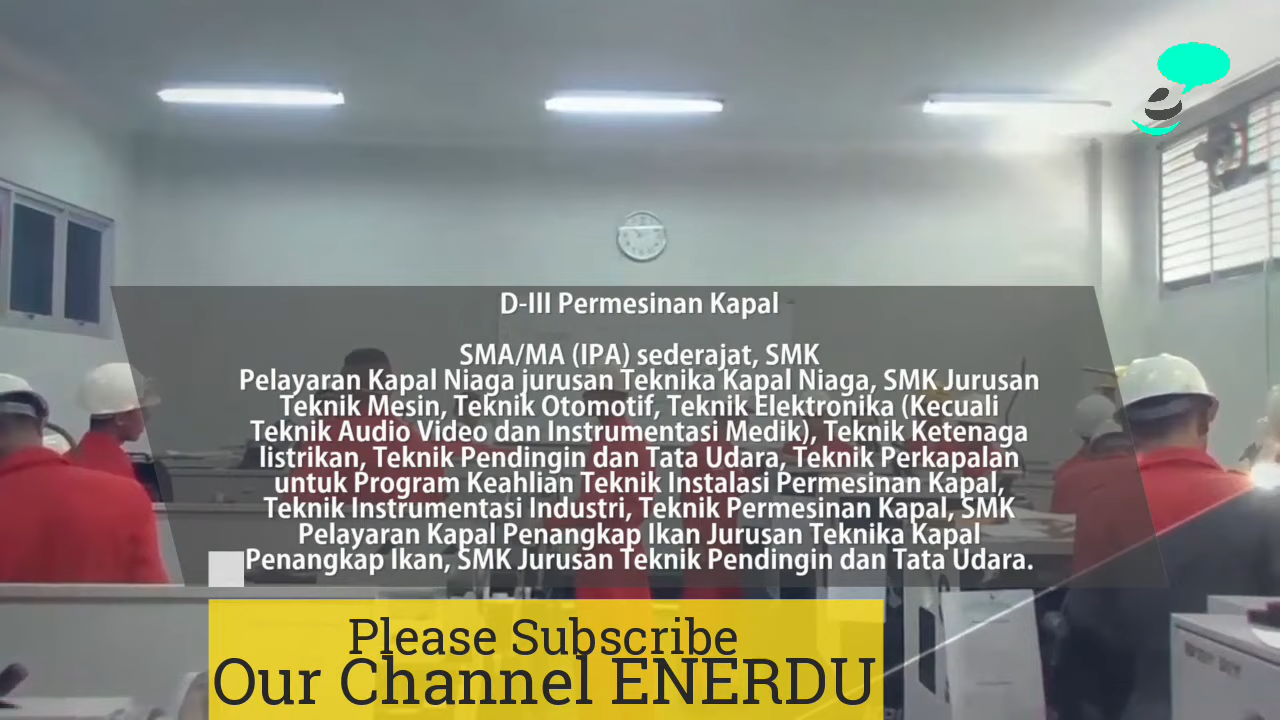 D-III Permesinan Kapal
SMA/MA (IPA) sederajat, SMK
Pelayaran Kapal Niaga jurusan Teknika Kapal Niaga, SMK Jurusan
Teknik Mesin, Teknik Otomotif, Teknik Elektronika (Kecuali
Teknik Audio Video dan Instrumentasi Medik), Teknik Ketenaga
listrikan, Teknik Pendingin dan Tata Udara, Teknik Perkapalan
untuk Program Keahlian Teknik Instalasi Permesinan Kapal,
Teknik Instrumentasi Industri, Teknik Permesinan Kapal, SMK
Pelayaran Kapal Penangkap Ikan Jurusan Teknika Kapal
Penangkap Ikan, SMK Jurusan Teknik Pendingin dan Tata Udara.
Please Subscribe
Our Channel ENERDU